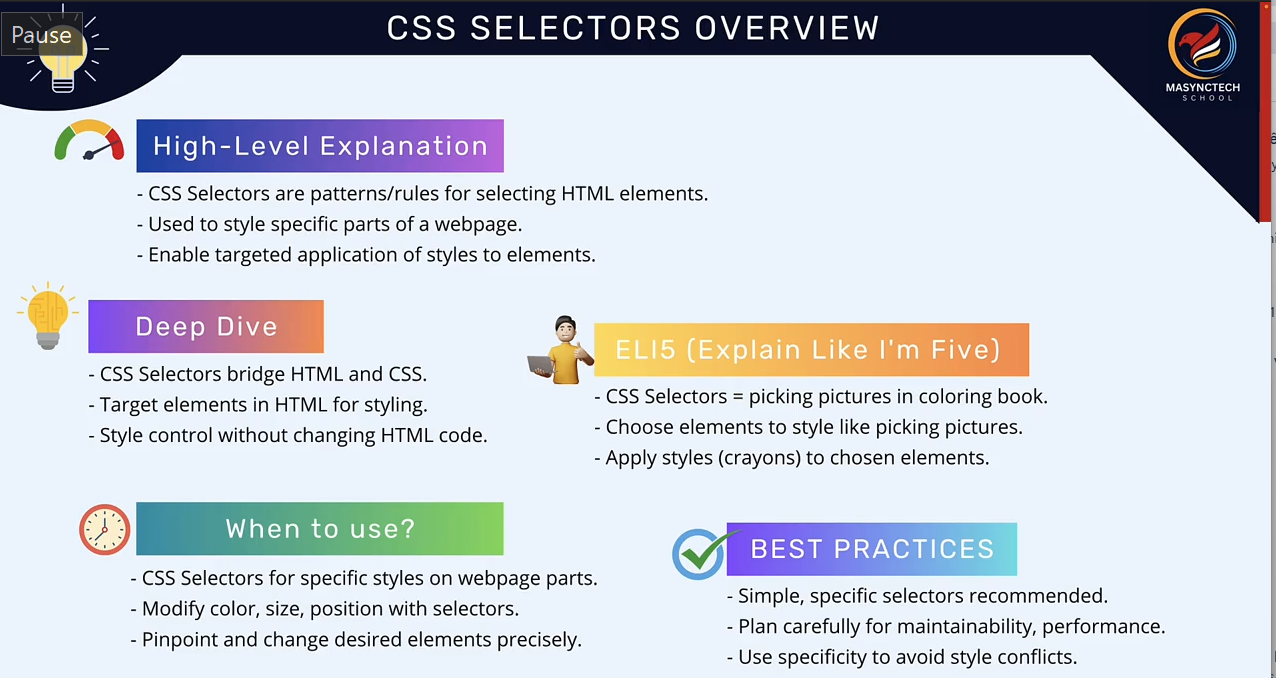 Pause
CSS SELECTORS OVERVIEW
MASYNCTECH
SCHOOL
High-Level Explanation
- CSS Selectors are patterns/rules for selecting HTML elements.
- Used to style specific parts of a webpage.
- Enable targeted application of styles to elements.
Deep Dive
- CSS Selectors bridge HTML and CSS.
- Target elements in HTML for styling.
- Style control without changing HTML code.
ELI5 (Explain Like I'm Five)
- CSS Selectors = picking pictures in coloring book.
- Choose elements to style like picking pictures.
- Apply styles (crayons) to chosen elements.
When to use?
- CSS Selectors for specific styles on webpage parts.
- Modify color, size, position with selectors.
- Pinpoint and change desired elements precisely.
BEST PRACTICES
- Simple, specific selectors recommended.
- Plan carefully for maintainability, performance.
- Use specificity to avoid style conflicts.